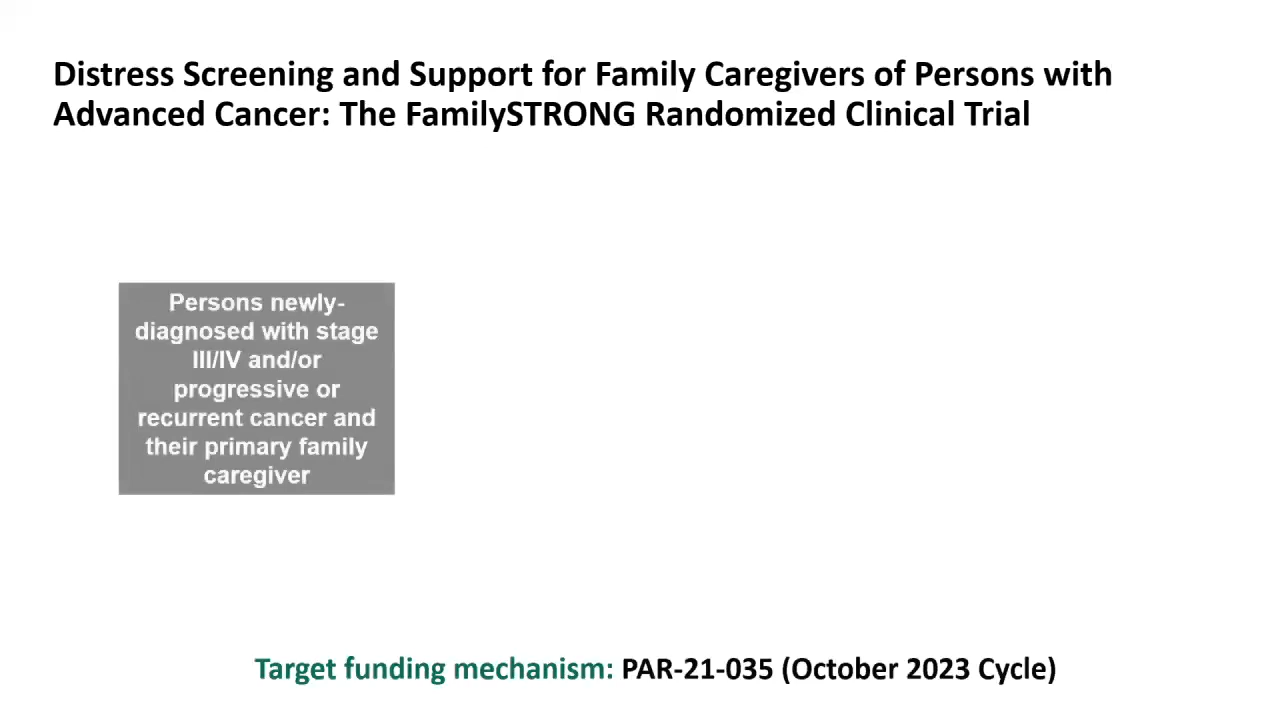 Distress Screening and Support for Family Caregivers of Persons with
Advanced Cancer: The FamilySTRONG Randomized Clinical Trial
Persons newly-
diagnosed with stage
III/IV and/or
progressive or
recurrent cancer and
their primary family
caregiver
Target funding mechanism: PAR-21-035 (October 2023 Cycle)